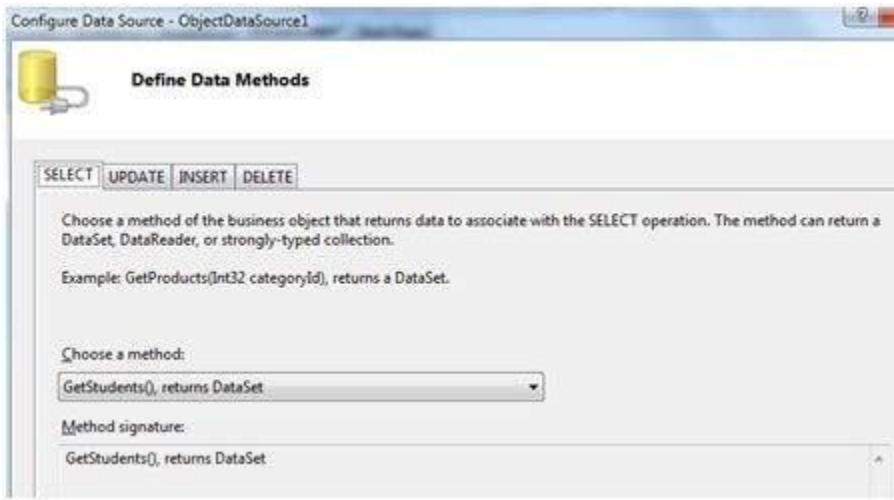 Configure Data Source - ObjectDataSource1
Define Data Methods
SELECT UPDATE INSERT DELETE
Choose a method of the business object that returns data to associate with the SELECT operation. The method can return a
DataSet, DataReader, or strongly-typed collection.
Example: GetProducts(Int32 categoryId), returns a DataSet.
Choose a method:
GetStudents(), returns DataSet
Method signature:
GetStudents(), returns DataSet